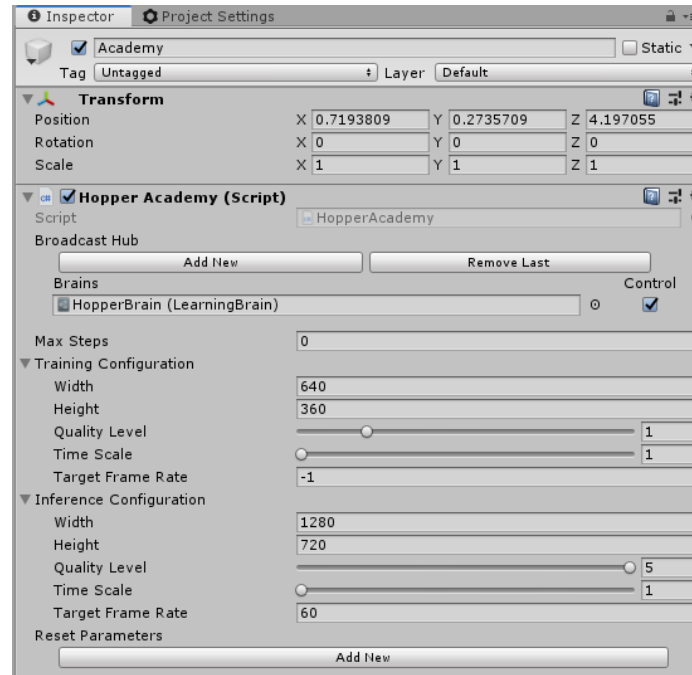 Inspector Project Settings
Academy Static
Tag Untagged Layer Default
Transform
Position X 0.7193809 Y 0.2735709 Z 4.197055
Rotation X 0 Y 0 Z 0
Scale X 1 Y 1 Z 1
C# Hopper Academy (Script)
Script HopperAcademy
Broadcast Hub
Add New Remove Last
Brains Control
HopperBrain (LearningBrain)
Max Steps 0
Training Configuration
Width 640
Height 360
Quality Level 1
Time Scale 1
Target Frame Rate -1
Inference Configuration
Width 1280
Height 720
Quality Level 5
Time Scale 1
Target Frame Rate 60
Reset Parameters
Add New